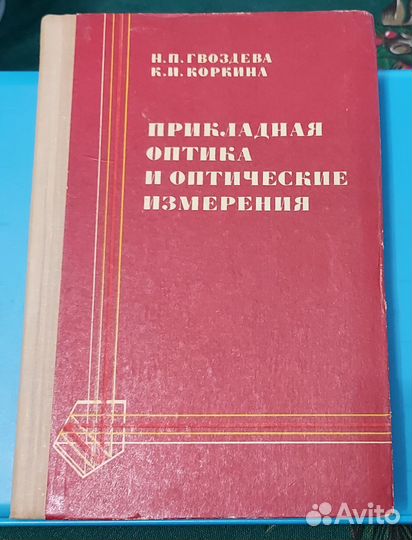 Н.П. ГВОЗДЕВА
К.И. КОРКИНА
ПРИКЛАДНАЯ
ОПТИКА
И ОПТИЧЕСКИЕ
ИЗМЕРЕНИЯ
Avito